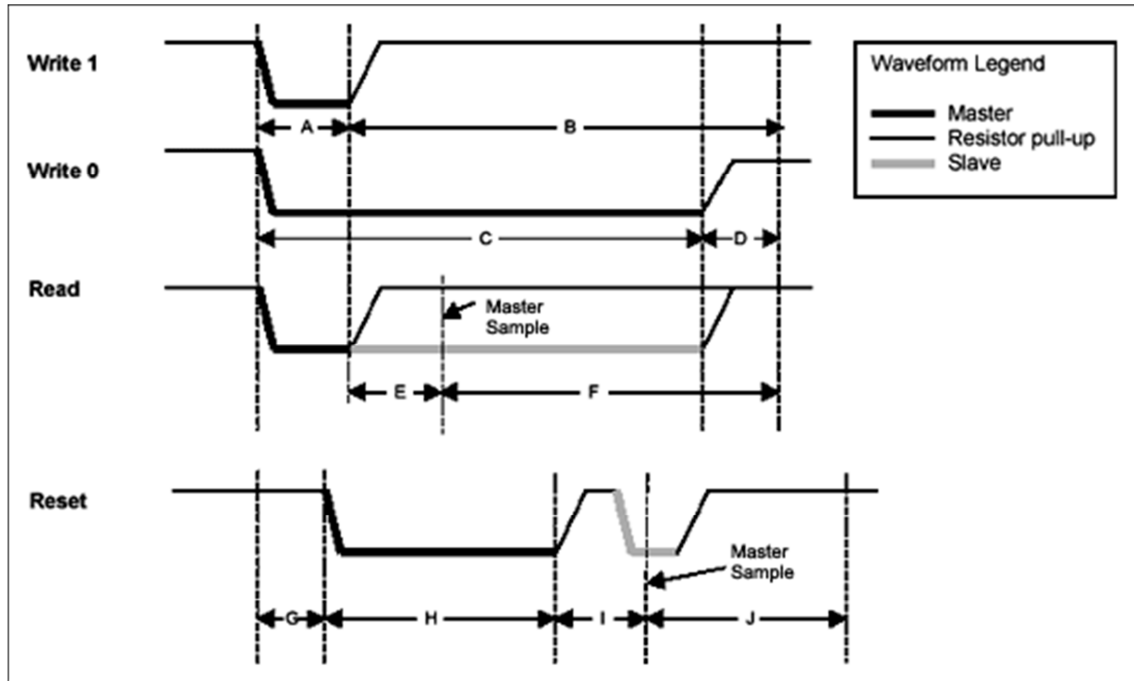 Write 1
A
B
Write 0
C
D
Read
Master
Sample
E
F
Reset
Master
Sample
G
H
I
J
Waveform Legend
Master
Resistor pull-up
Slave